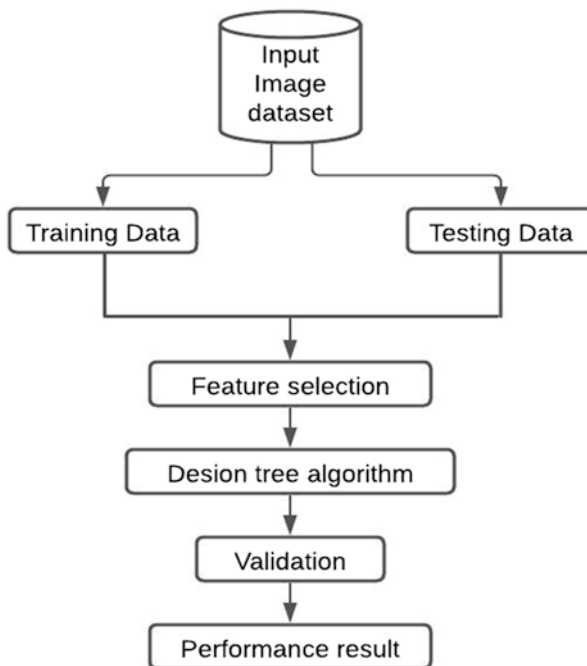 Input
Image
dataset
Training Data
Testing Data
Feature selection
Desion tree algorithm
Validation
Performance result